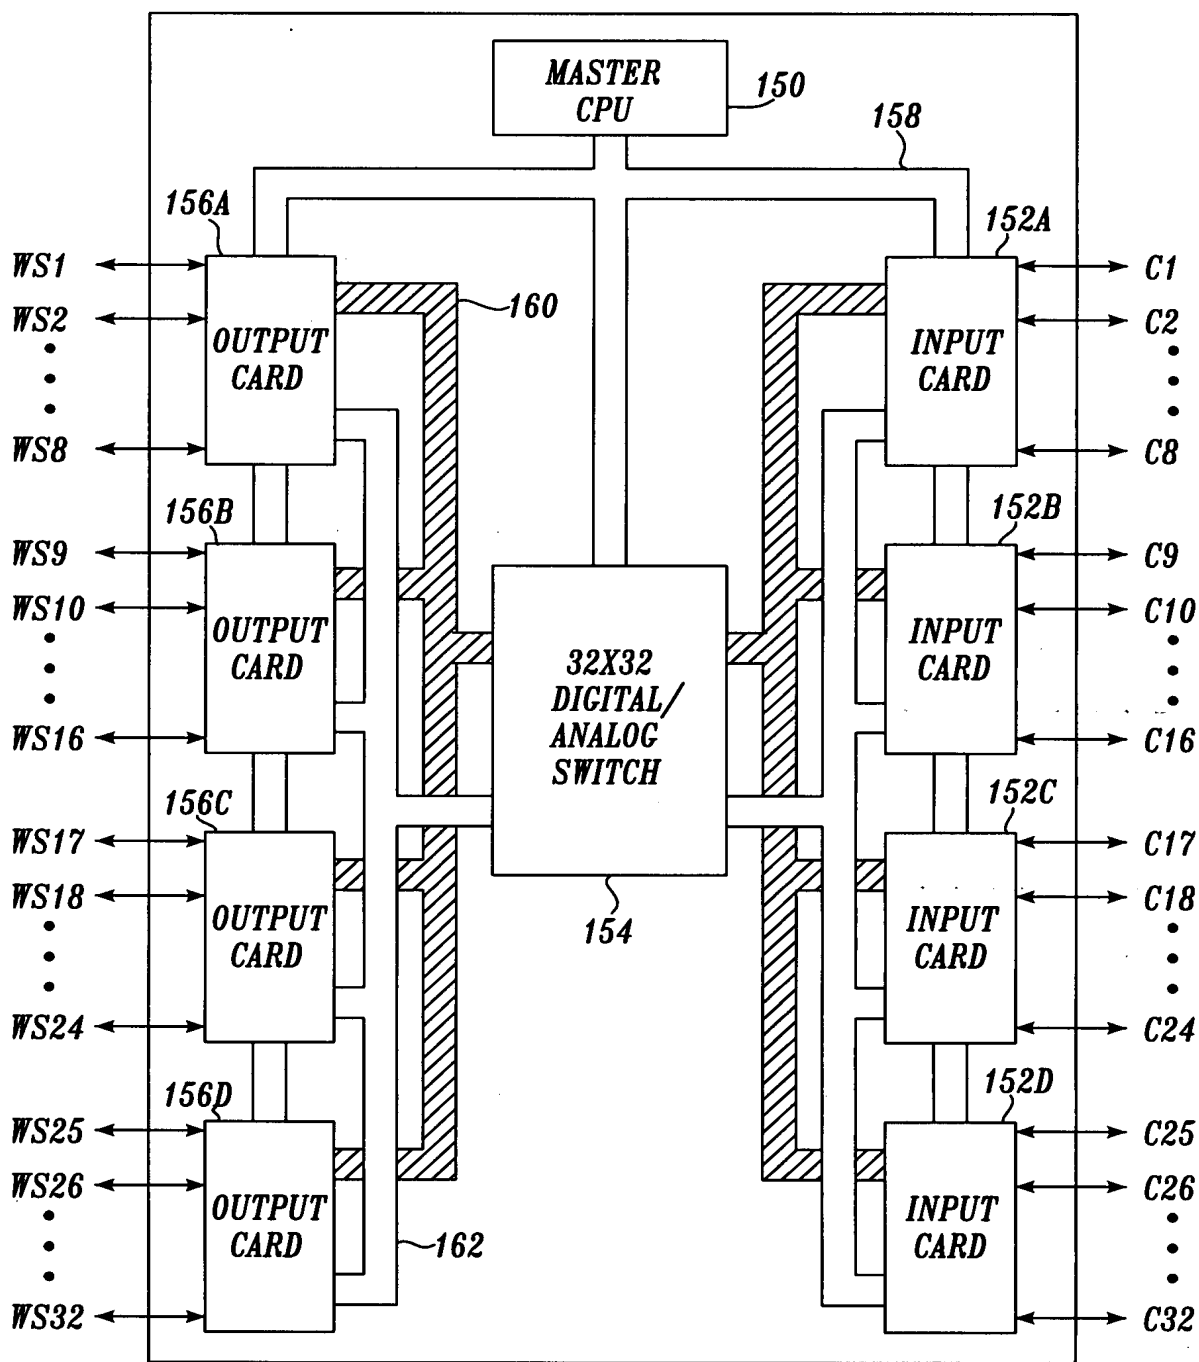 MASTER
CPU
150
158
156A
152A
WS1
C1
WS2
C2
160
OUTPUT
CARD
INPUT
CARD
WS8
C8
156B
152B
WS9
C9
WS10
C10
OUTPUT
CARD
INPUT
CARD
32X32
DIGITAL/
ANALOG
SWITCH
WS16
C16
156C
152C
WS17
C17
WS18
C18
OUTPUT
CARD
INPUT
CARD
154
WS24
C24
156D
152D
WS25
C25
WS26
C26
OUTPUT
CARD
INPUT
CARD
162
WS32
C32